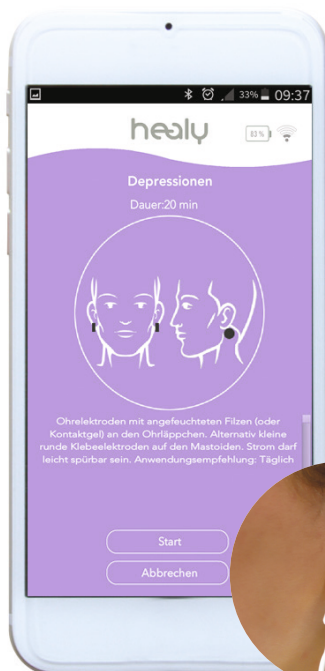 33% 09:37
healy
83%
Depressionen
Dauer:20 min
Ohrelektroden mit angefeuchteten Filzen (oder
Kontaktgel) an den Ohrläppchen. Alternativ kleine
runde Klebeelektroden auf den Mastoiden. Strom darf
leicht spürbar sein. Anwendungsempfehlung: Täglich
Start
Abbrechen